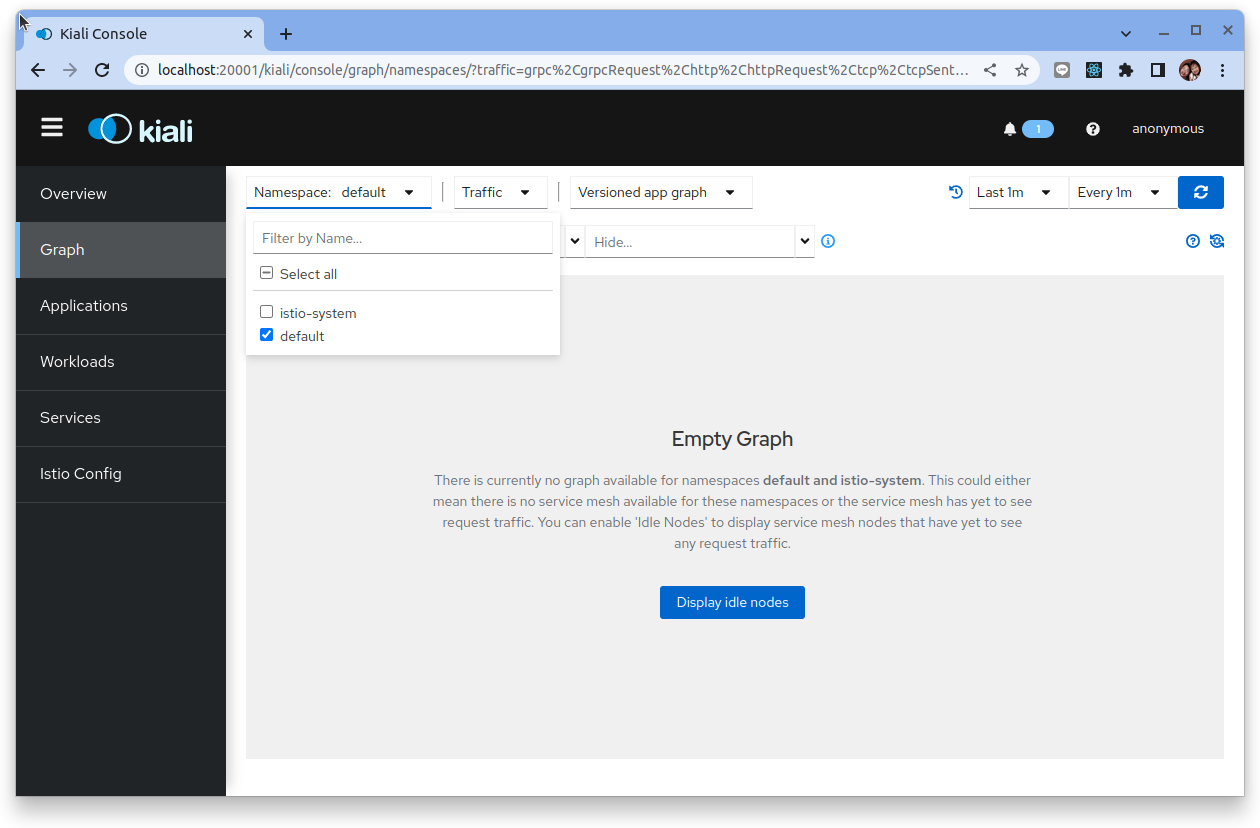 Kiali Console
localhost:20001/kiali/console/graph/namespaces/?traffic=grpc%2CgrpcRequest%2Chttp%2ChttpRequest%2Ctcp%2CtcpSent...
kiali
1
anonymous
Overview
Graph
Applications
Workloads
Services
Istio Config
Namespace: default
Traffic
Versioned app graph
Last 1m
Every 1m
Filter by Name...
Hide...
Select all
istio-system
default
Empty Graph
There is currently no graph available for namespaces default and istio-system. This could either
mean there is no service mesh available for these namespaces or the service mesh has yet to see
request traffic. You can enable 'Idle Nodes' to display service mesh nodes that have yet to see
any request traffic.
Display idle nodes